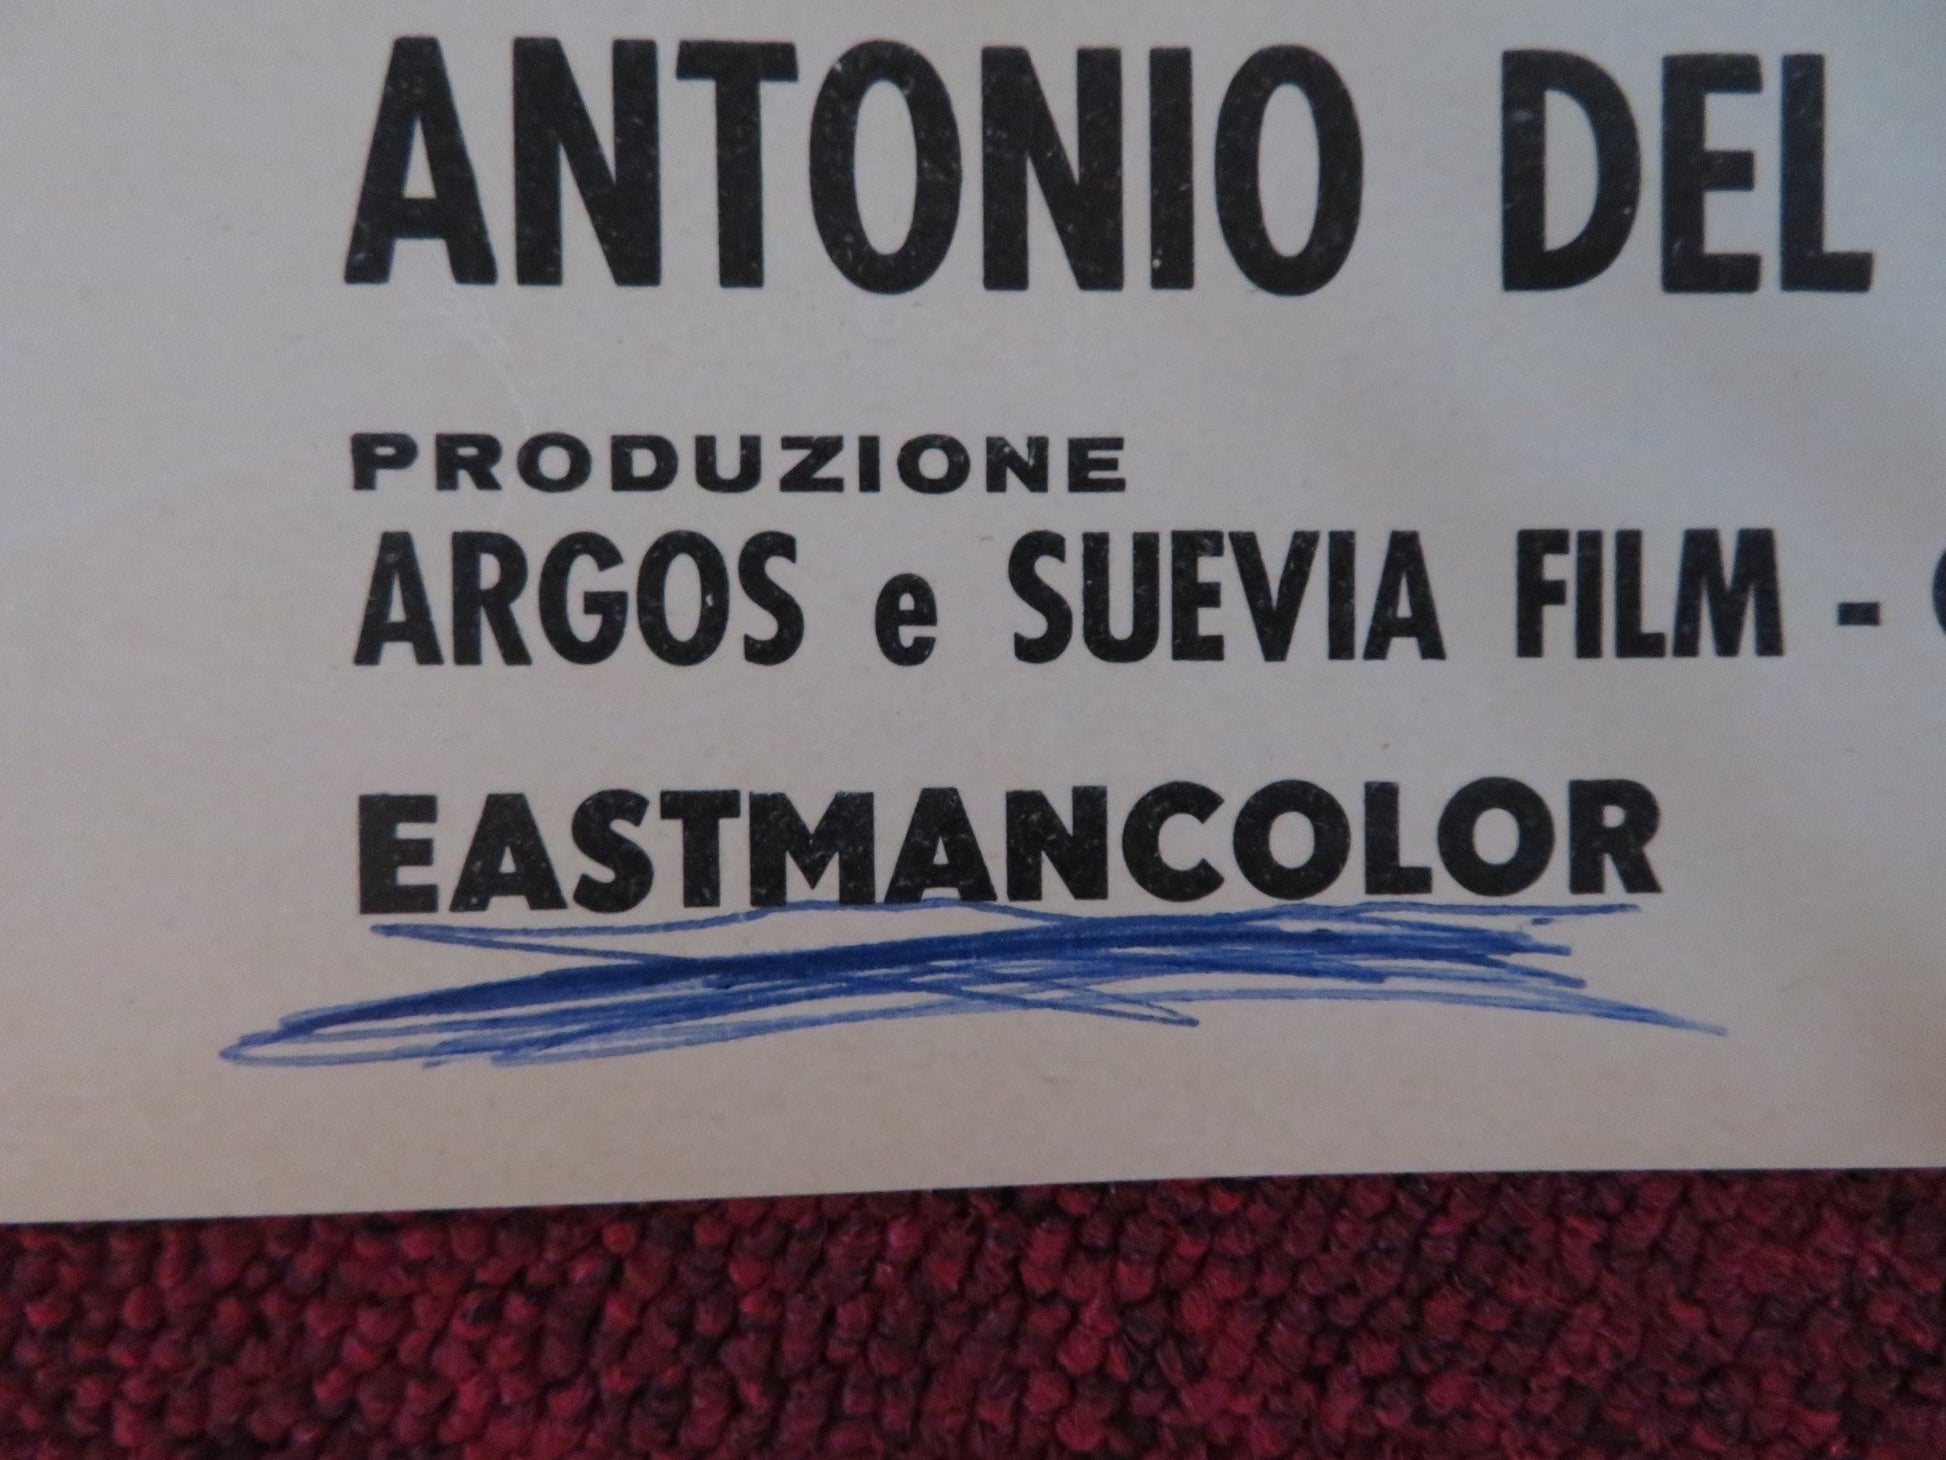 ANTONIO DEL
PRODUZIONE
ARGOS e SUEVIA FILM -
EASTMANCOLOR